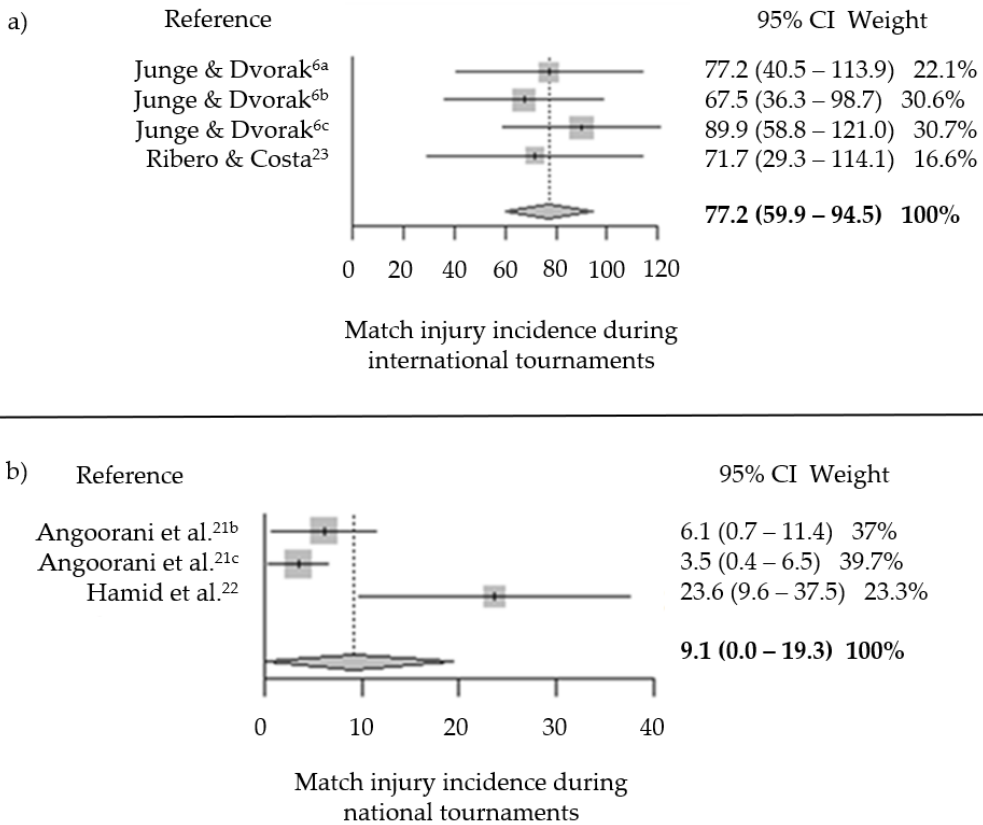 a) Reference 95% CI Weight
Junge & Dvorak⁶ᵃ 77.2 (40.5 – 113.9) 22.1%
Junge & Dvorak⁶ᵇ 67.5 (36.3 – 98.7) 30.6%
Junge & Dvorak⁶ᶜ 89.9 (58.8 – 121.0) 30.7%
Ribero & Costa²³ 71.7 (29.3 – 114.1) 16.6%
77.2 (59.9 – 94.5) 100%
0 20 40 60 80 100 120
Match injury incidence during
international tournaments
b) Reference 95% CI Weight
Angoorani et al.²¹ᵇ 6.1 (0.7 – 11.4) 37%
Angoorani et al.²¹ᶜ 3.5 (0.4 – 6.5) 39.7%
Hamid et al.²² 23.6 (9.6 – 37.5) 23.3%
9.1 (0.0 – 19.3) 100%
0 10 20 30 40
Match injury incidence during
national tournaments